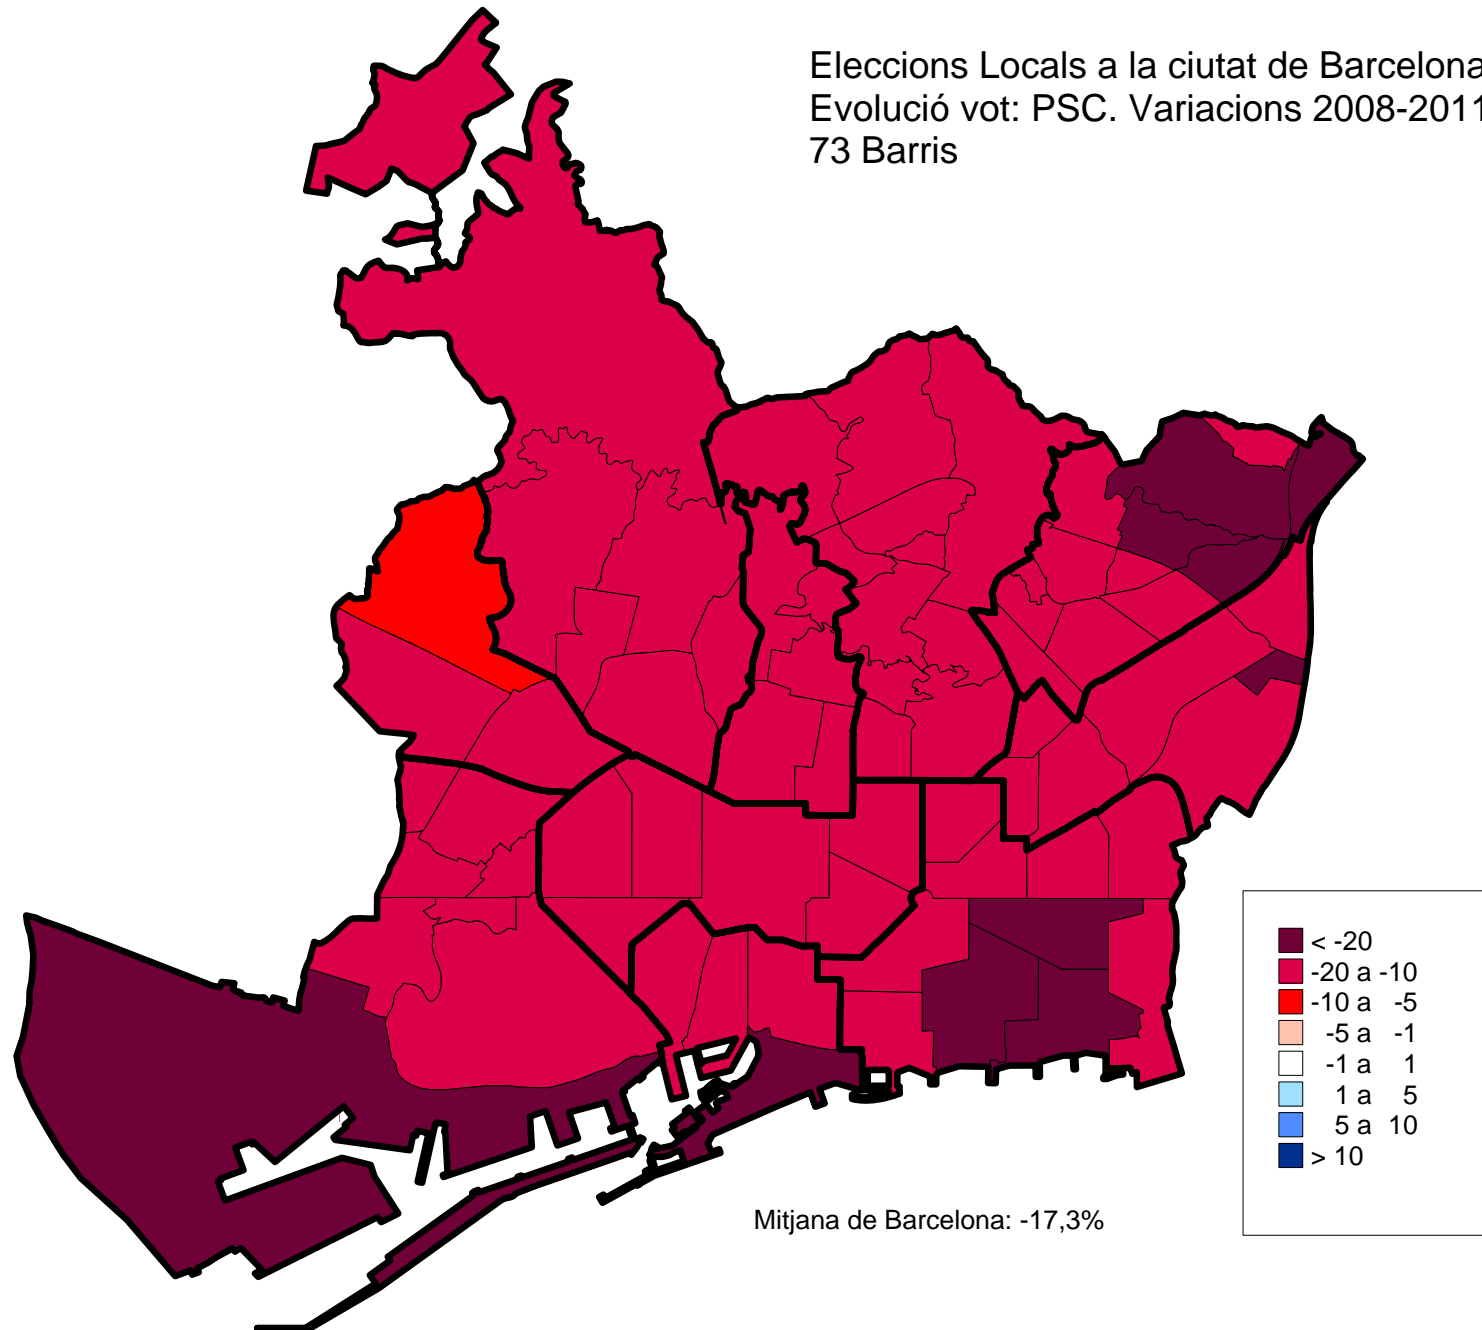 Eleccions Locals a la ciutat de Barcelona
Evolució vot: PSC. Variacions 2008-2011
73 Barris
< -20
-20 a -10
-10 a -5
-5 a -1
-1 a 1
1 a 5
5 a 10
> 10
Mitjana de Barcelona: -17,3%